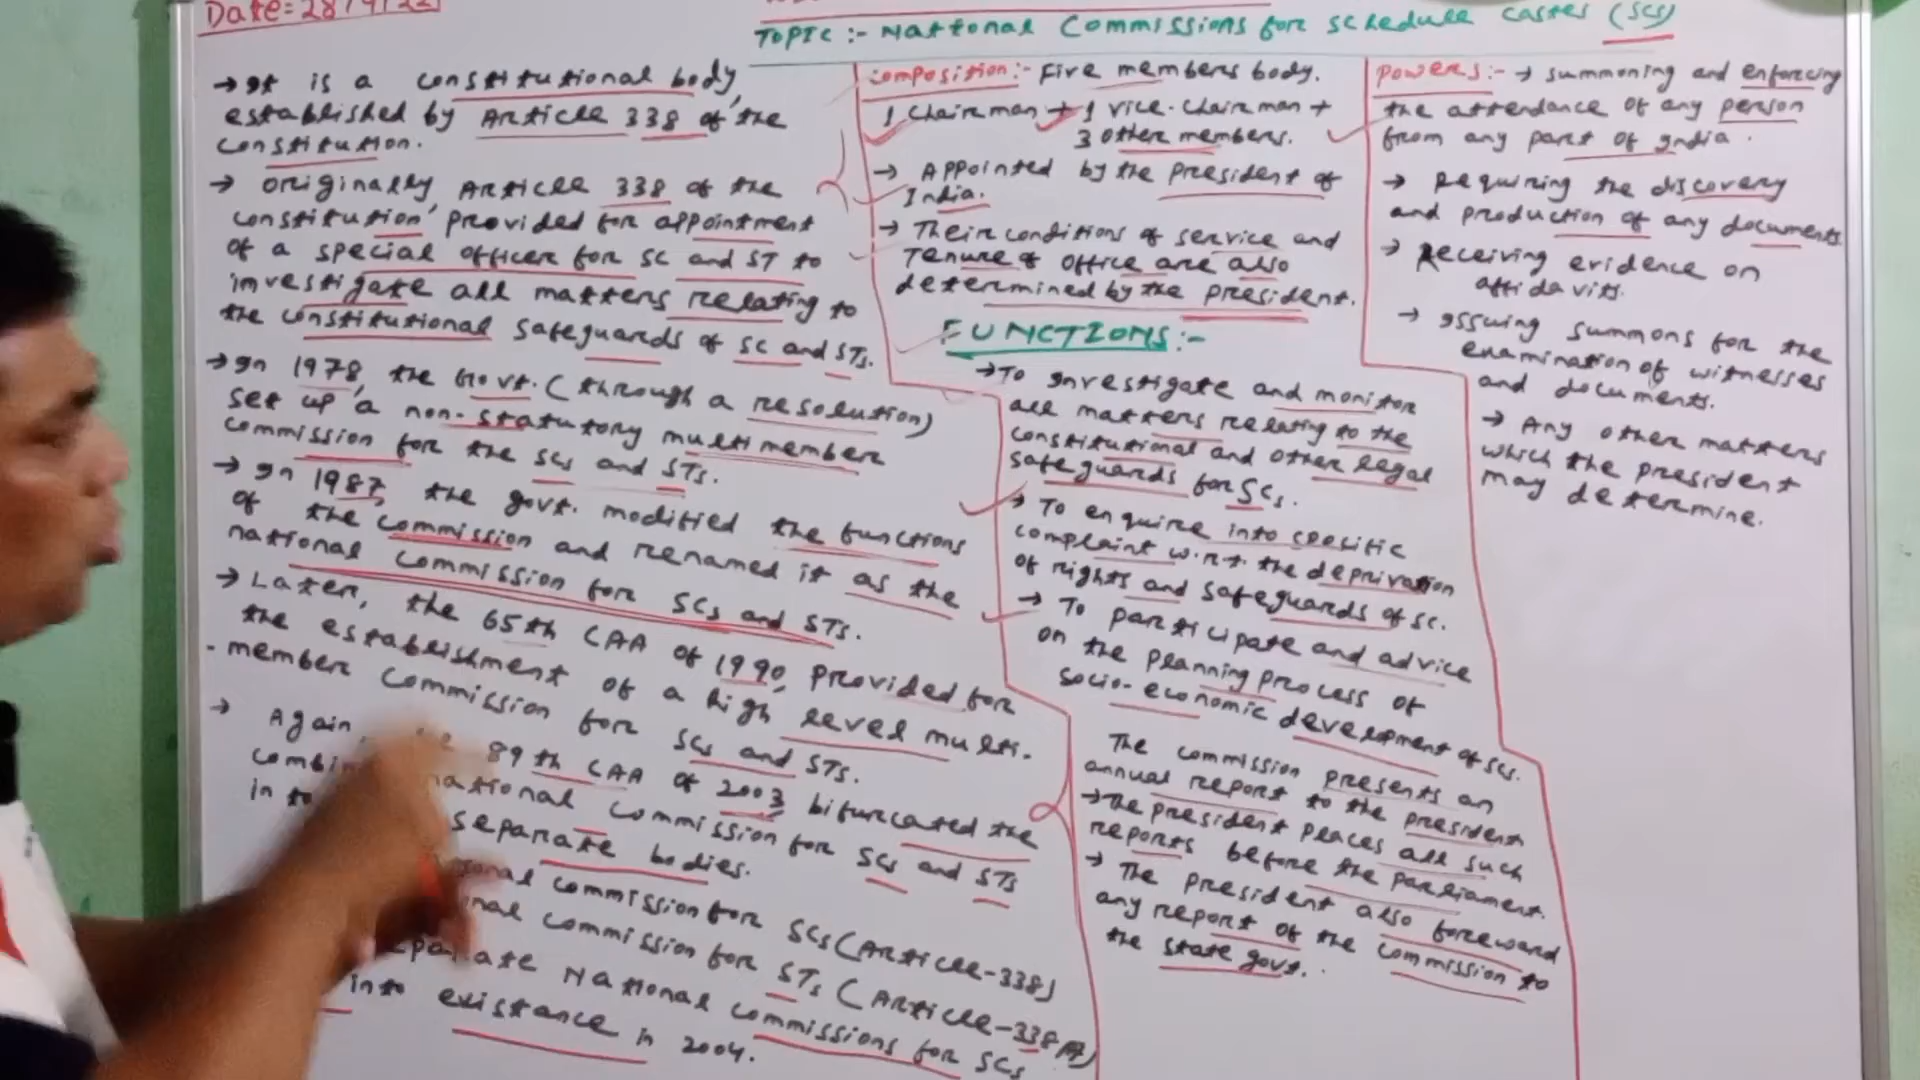 Date = 28/9/22
TOPIC :- National Commissions for Schedule Castes (SCs)
→ It is a constitutional body,
established by Article 338 of the
constitution.
→ Originally, Article 338 of the
constitution, provided for appointment
of a special officer for SC and ST to
investigate all matters relating to
the constitutional safeguards of SC and STs.
→ In 1978, the Govt. (through a resolution)
set up a non-statutory multimember
commission for the SCs and STs.
→ In 1987, the govt. modified the functions
of the commission and renamed it as the
national commission for SCs and STs.
→ Later, the 65th CAA of 1990, provided for
the establishment of a high level multi-
-member commission for SCs and STs.
→ Again, 89th CAA of 2003 bifurcated the
national commission for SCs and STs
into separate bodies.
commission for SCs (Article-338)
commission for STs (Article-338A)
National commissions for SCs
into existance in 2004.
Composition:- Five members body.
1 Chairman + 1 vice-chairman +
3 other members.
→ Appointed by the president of
India.
→ Their conditions of service and
tenure of office are also
determined by the president.
FUNCTIONS:-
→ To Investigate and monitor
all matters relating to the
constitutional and other legal
safeguards for SCs.
→ To enquire into specific
complaint w.r.t. the deprivation
of rights and safeguards of SC.
→ To participate and advice
on the planning process of
socio-economic development of SCs.
The commission presents an
annual report to the president
→ The president places all such
reports before the parliament.
→ The president also foreward
any report of the commission to
the state govt.
Powers:- → summoning and enforcing
the attendance of any person
from any part of India.
→ Requiring the discovery
and production of any documents
→ Receiving evidence on
affidavits.
→ Issuing summons for the
examination of witnesses
and documents.
→ Any other matters
which the president
may determine.